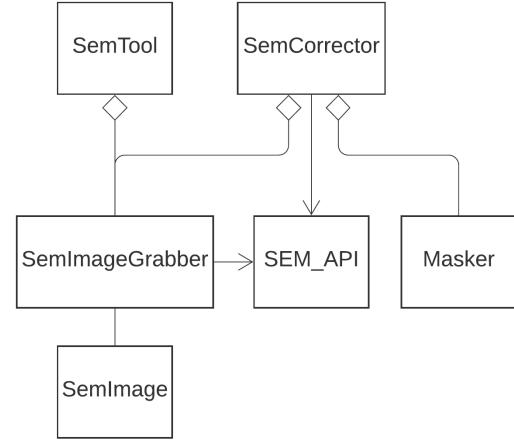 SemTool
SemCorrector
SemImageGrabber
SEM_API
Masker
SemImage